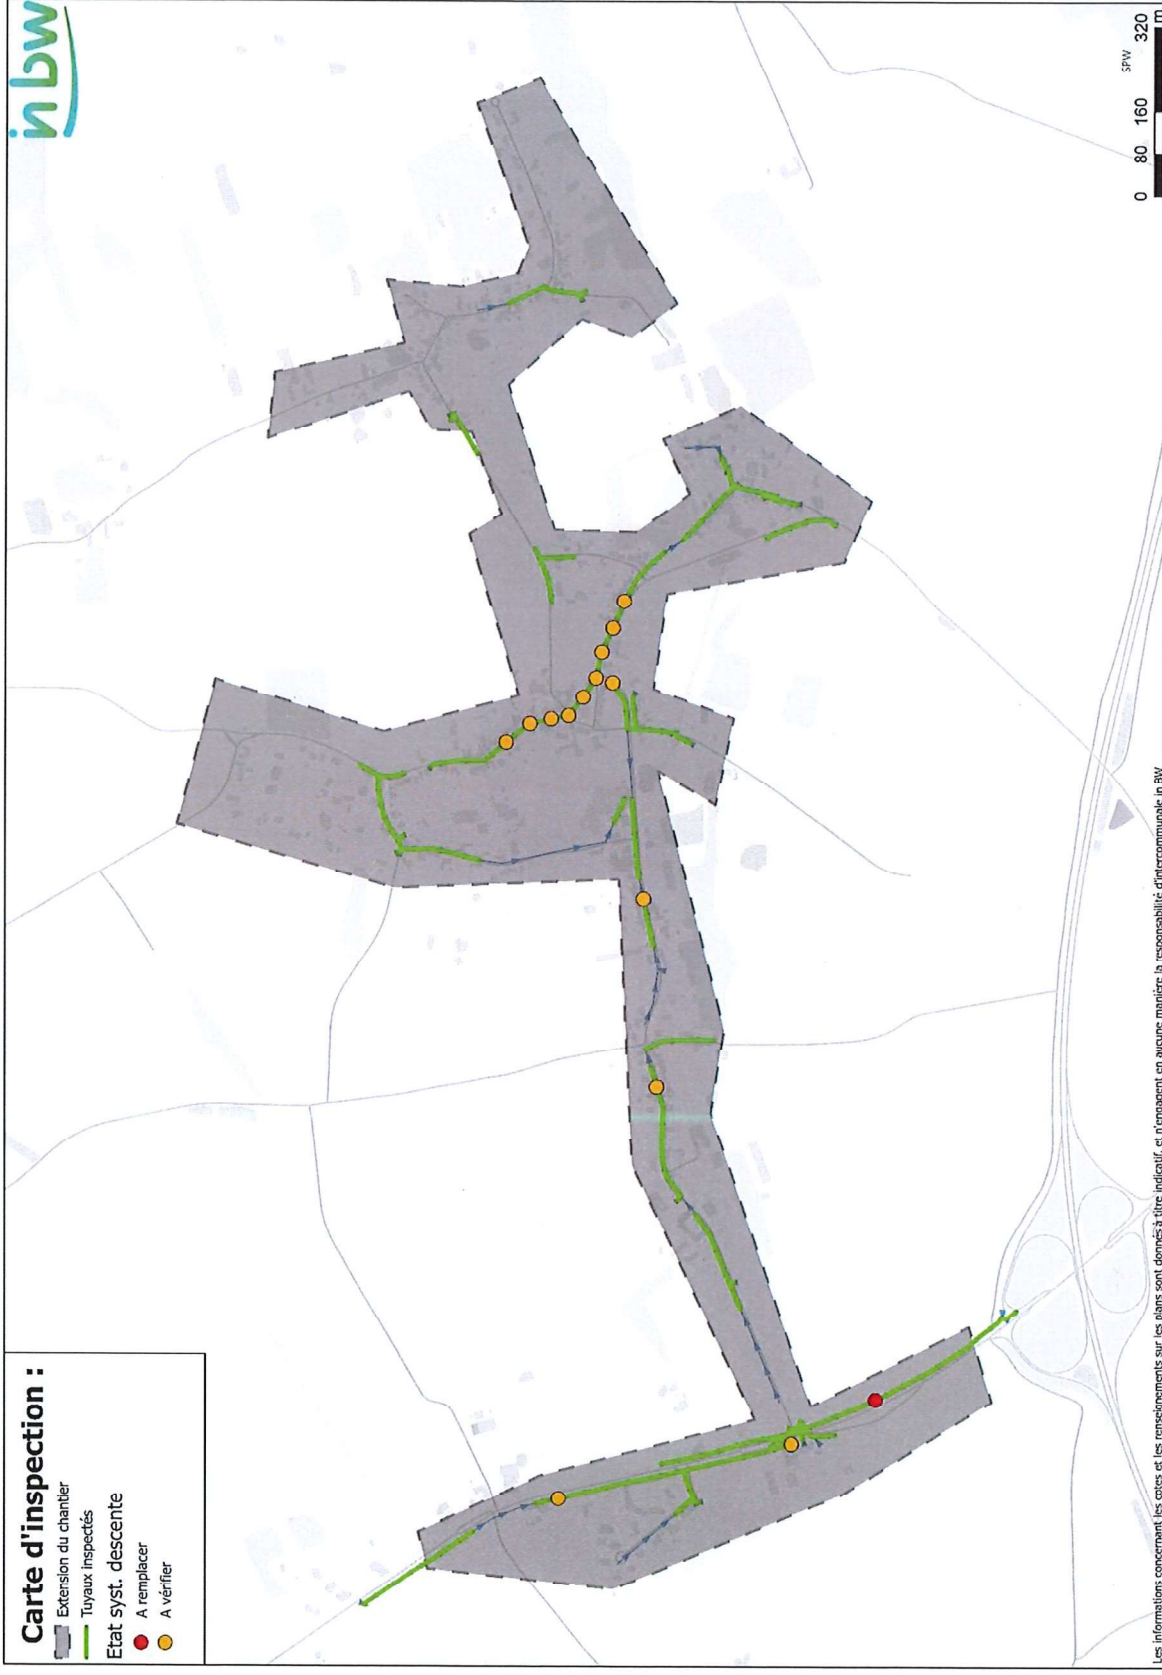 in bw
Carte d'inspection :
Extension du chantier
Tuyaux inspectés
Etat syst. descente
A remplacer
A vérifier
SPW
0 80 160 320
m
Les informations concernant les cotes et les renseignements sur les plans sont donnés à titre indicatif, et n'engagent en aucune manière la responsabilité d'intercommunale in BW